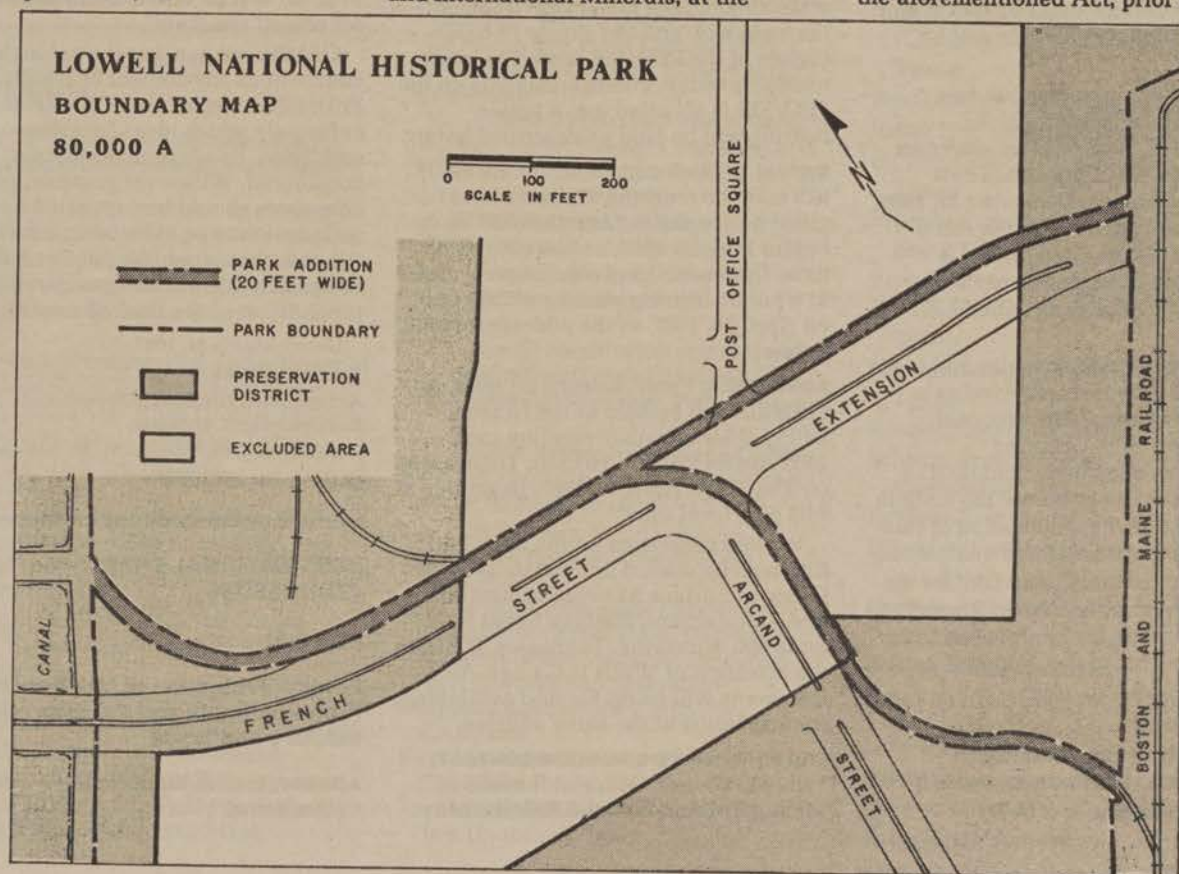 and International Minerals, at the
the aforementioned Act, prior
LOWELL NATIONAL HISTORICAL PARK
BOUNDARY MAP
80,000 A
0 100 200
SCALE IN FEET
N
PARK ADDITION
(20 FEET WIDE)
PARK BOUNDARY
PRESERVATION
DISTRICT
EXCLUDED AREA
POST OFFICE SQUARE
EXTENSION
BOSTON AND MAINE RAILROAD
STREET
ARCAND
CANAL
FRENCH
STREET